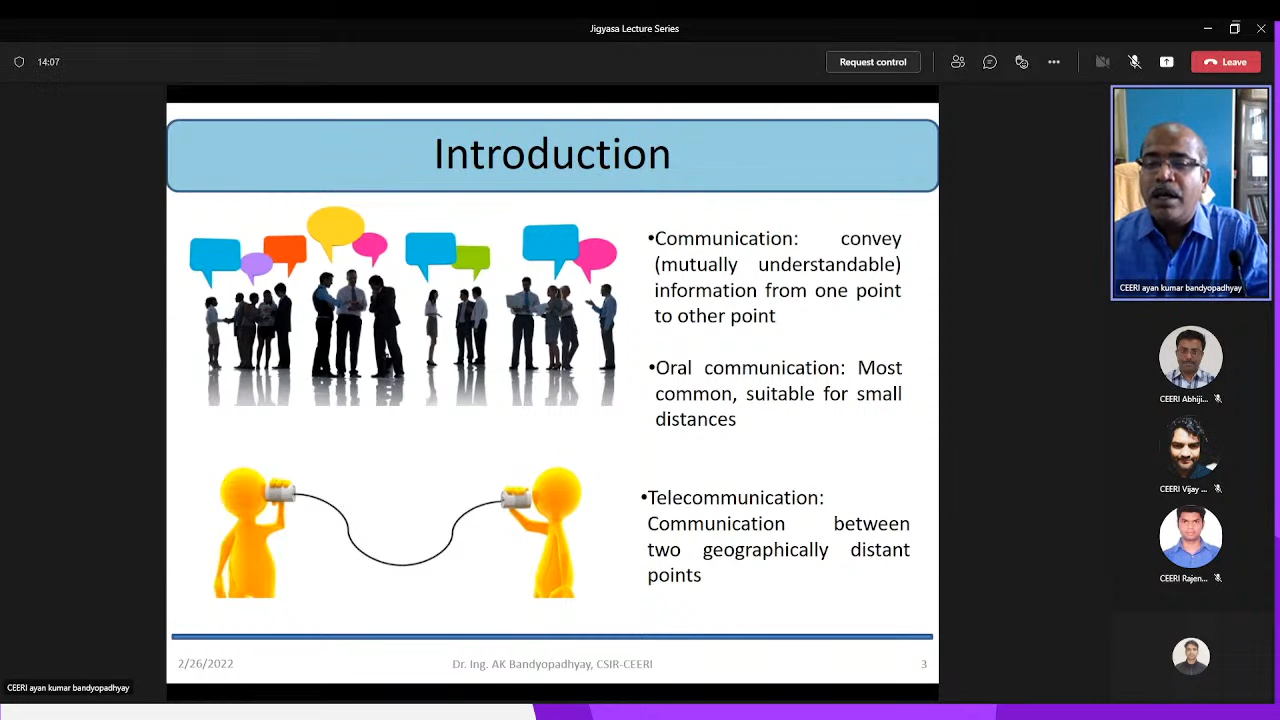 Jigyasa Lecture Series
14:07
Request control
Leave
Introduction
•Communication: convey
(mutually understandable)
information from one point
to other point
•Oral communication: Most
common, suitable for small
distances
•Telecommunication:
Communication between
two geographically distant
points
2/26/2022
Dr. Ing. AK Bandyopadhyay, CSIR-CEERI
3
CEERI ayan kumar bandyopadhyay
CEERI Abhiji...
CEERI Vijay ...
CEERI Rajen...
CEERI ayan kumar bandyopadhyay